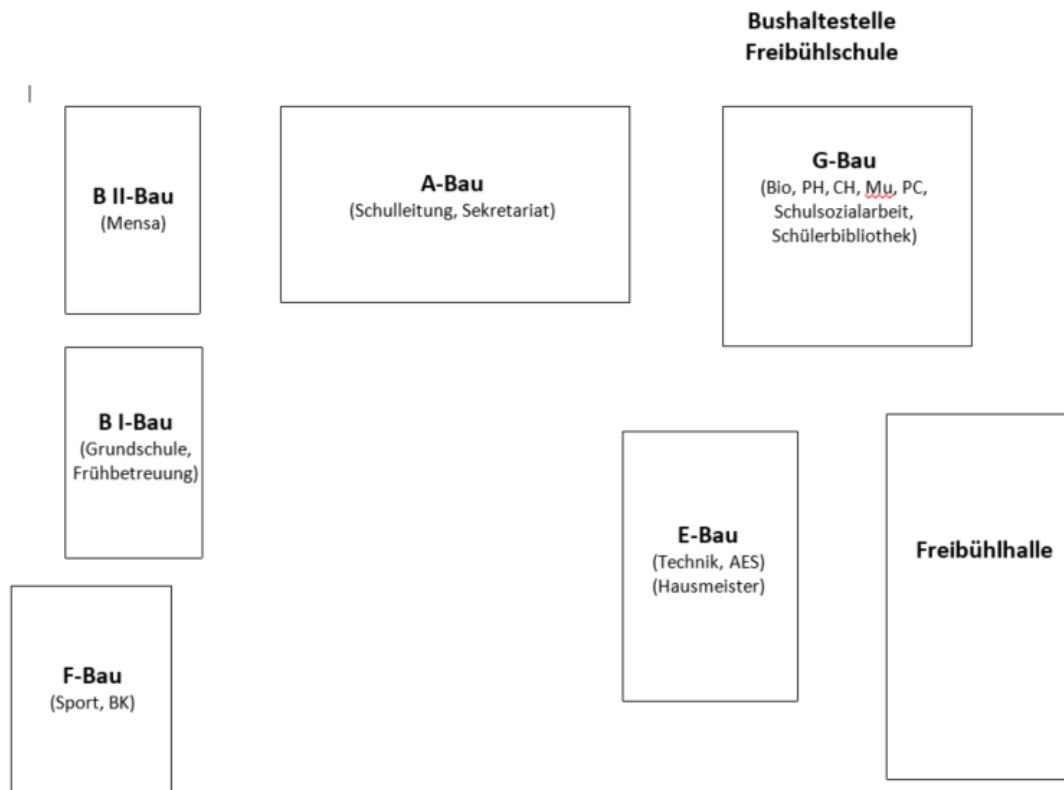 Bushaltestelle
Freibühlschule
B II-Bau
(Mensa)
A-Bau
(Schulleitung, Sekretariat)
G-Bau
(Bio, PH, CH, Mu, PC,
Schulsozialarbeit,
Schülerbibliothek)
B I-Bau
(Grundschule,
Frühbetreuung)
E-Bau
(Technik, AES)
(Hausmeister)
Freibühlhalle
F-Bau
(Sport, BK)